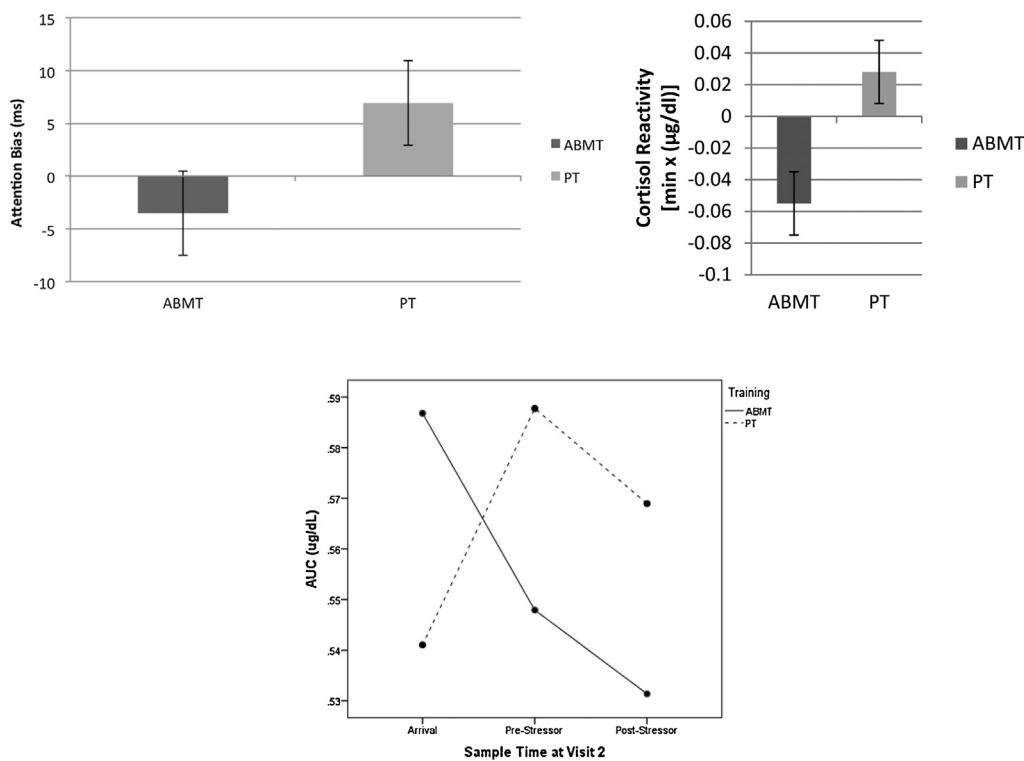 15
10
5
0
-5
-10
Attention Bias (ms)
ABMT
PT
ABMT
PT
0.06
0.04
0.02
0
-0.02
-0.04
-0.06
-0.08
-0.1
Cortisol Reactivity
[min x (µg/dl)]
ABMT
PT
ABMT
PT
.59
.58
.57
.56
.55
.54
.53
AUC (ug/dL)
Arrival
Pre-Stressor
Post-Stressor
Sample Time at Visit 2
Training
ABMT
PT